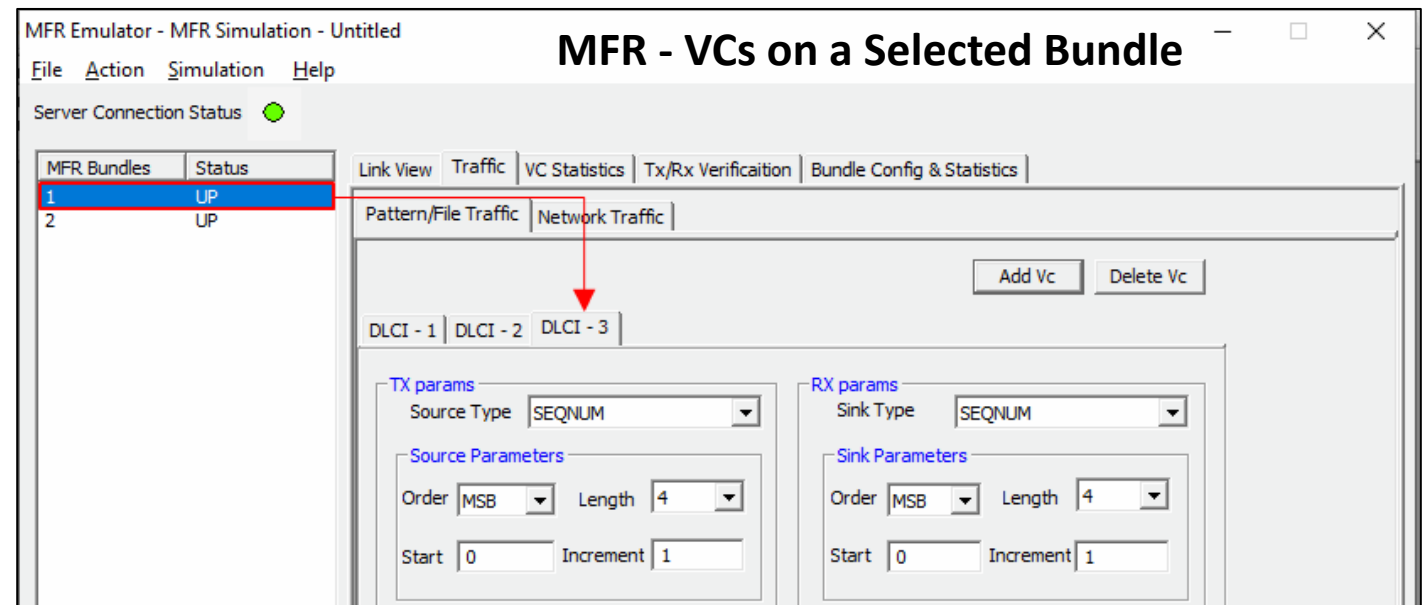 MFR Emulator - MFR Simulation - Untitled
MFR - VCs on a Selected Bundle
File Action Simulation Help
Server Connection Status
MFR Bundles Status
1 UP
2 UP
Link View Traffic VC Statistics Tx/Rx Verificaition Bundle Config & Statistics
Pattern/File Traffic Network Traffic
Add Vc Delete Vc
DLCI - 1 DLCI - 2 DLCI - 3
TX params
Source Type SEQNUM
Source Parameters
Order MSB Length 4
Start 0 Increment 1
RX params
Sink Type SEQNUM
Sink Parameters
Order MSB Length 4
Start 0 Increment 1